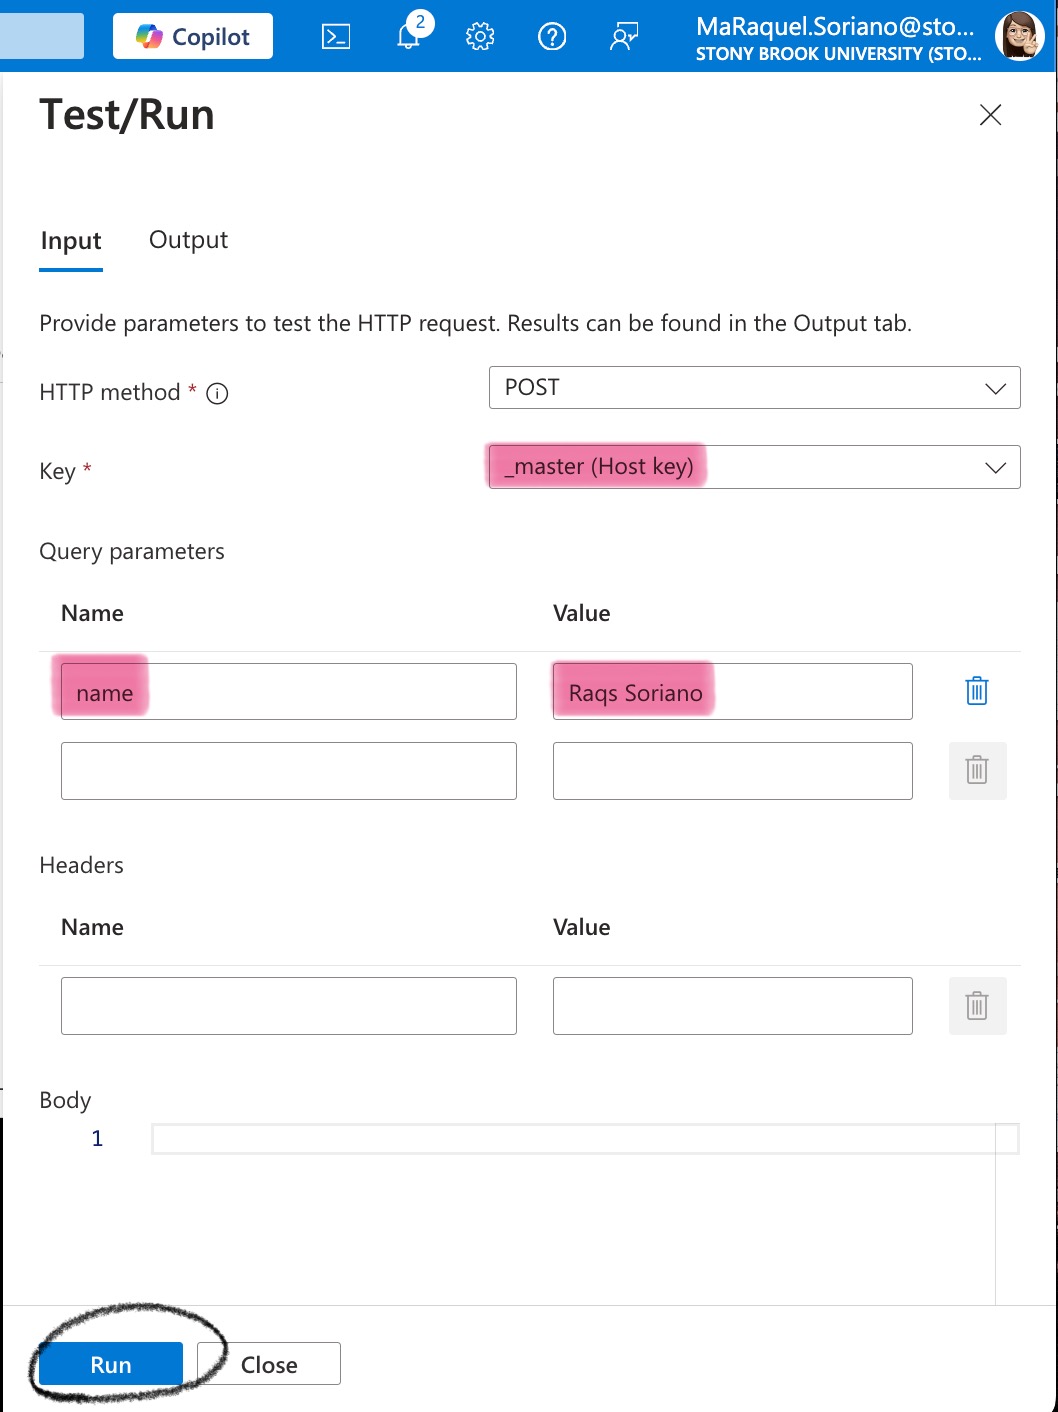 Copilot
2
MaRaquel.Soriano@sto...
STONY BROOK UNIVERSITY (STO...
Test/Run
Input Output
Provide parameters to test the HTTP request. Results can be found in the Output tab.
HTTP method * POST
Key * _master (Host key)
Query parameters
Name Value
name Raqs Soriano
Headers
Name Value
Body
1
Run Close